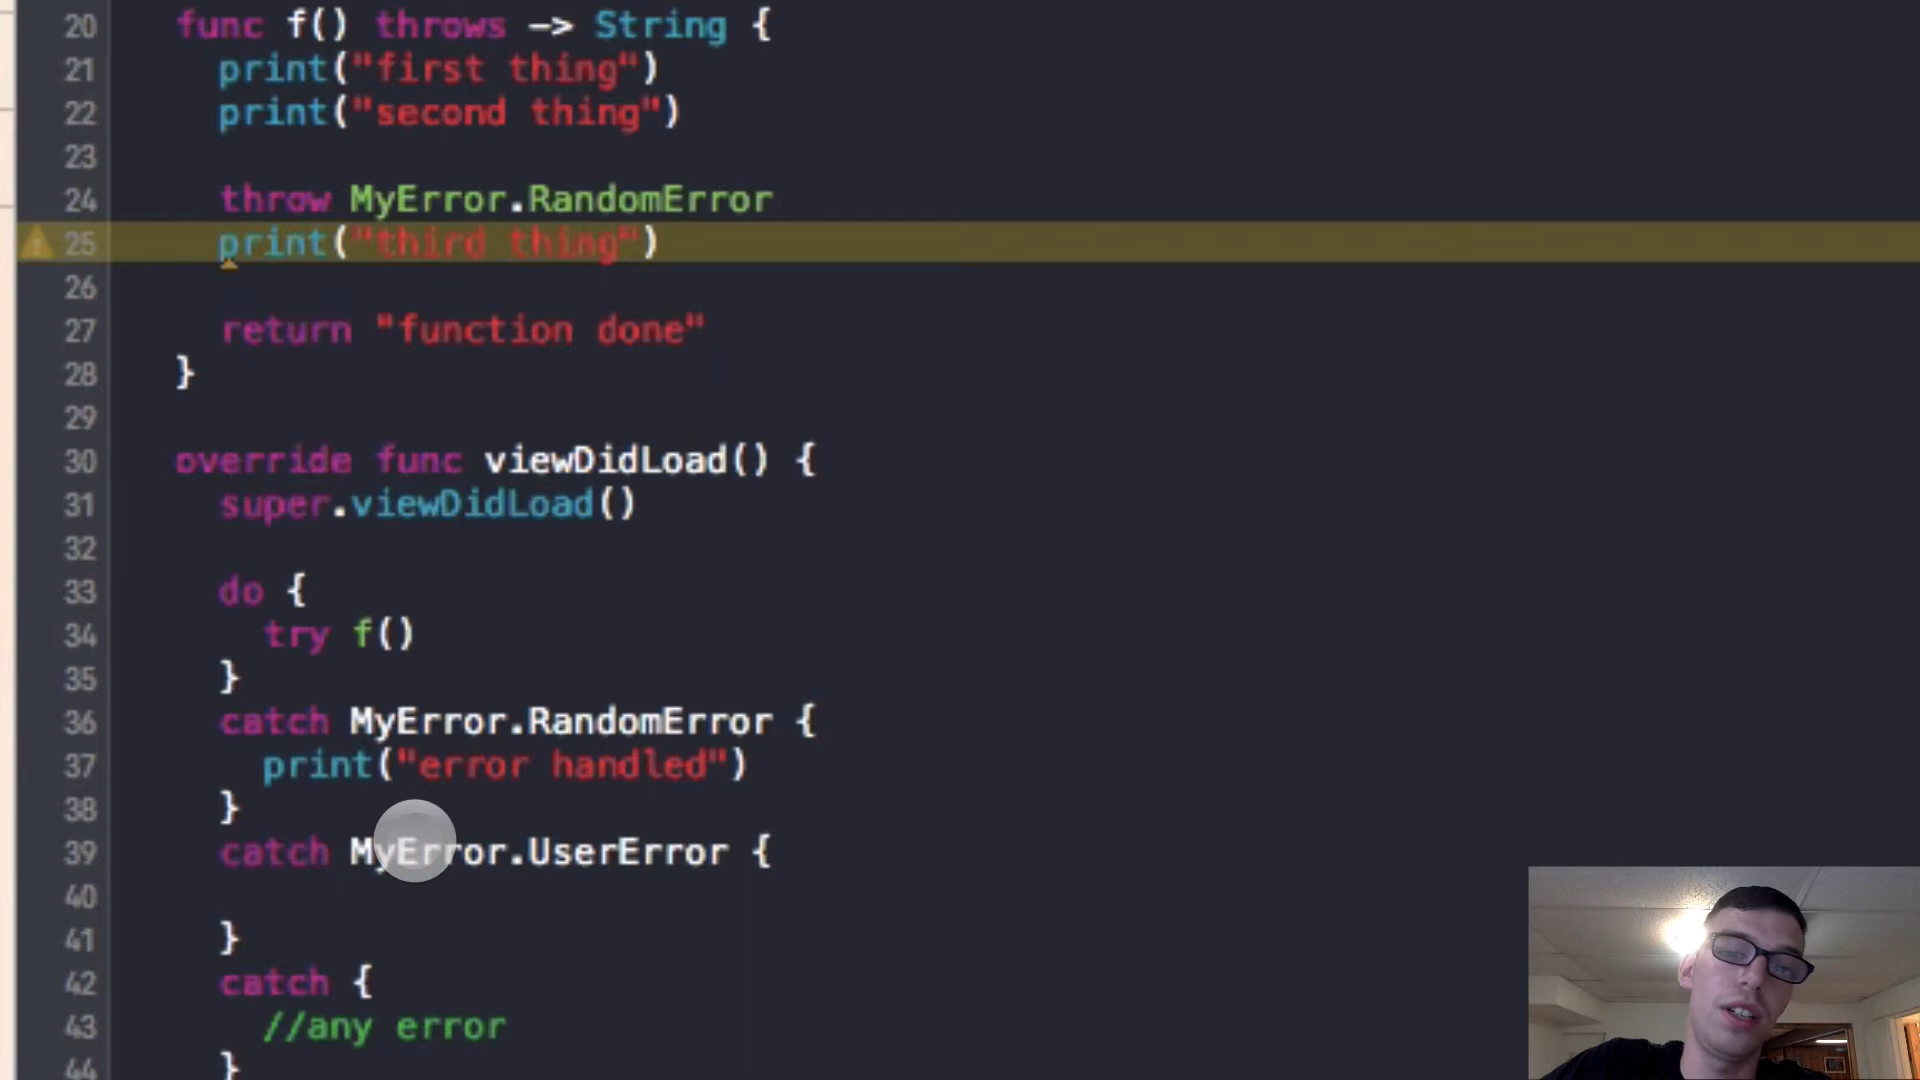 20 func f() throws -> String {
21 print("first thing")
22 print("second thing")
23
24 throw MyError.RandomError
25 print("third thing")
26
27 return "function done"
28 }
29
30 override func viewDidLoad() {
31 super.viewDidLoad()
32
33 do {
34 try f()
35 }
36 catch MyError.RandomError {
37 print("error handled")
38 }
39 catch MyError.UserError {
40
41 }
42 catch {
43 //any error
44 }